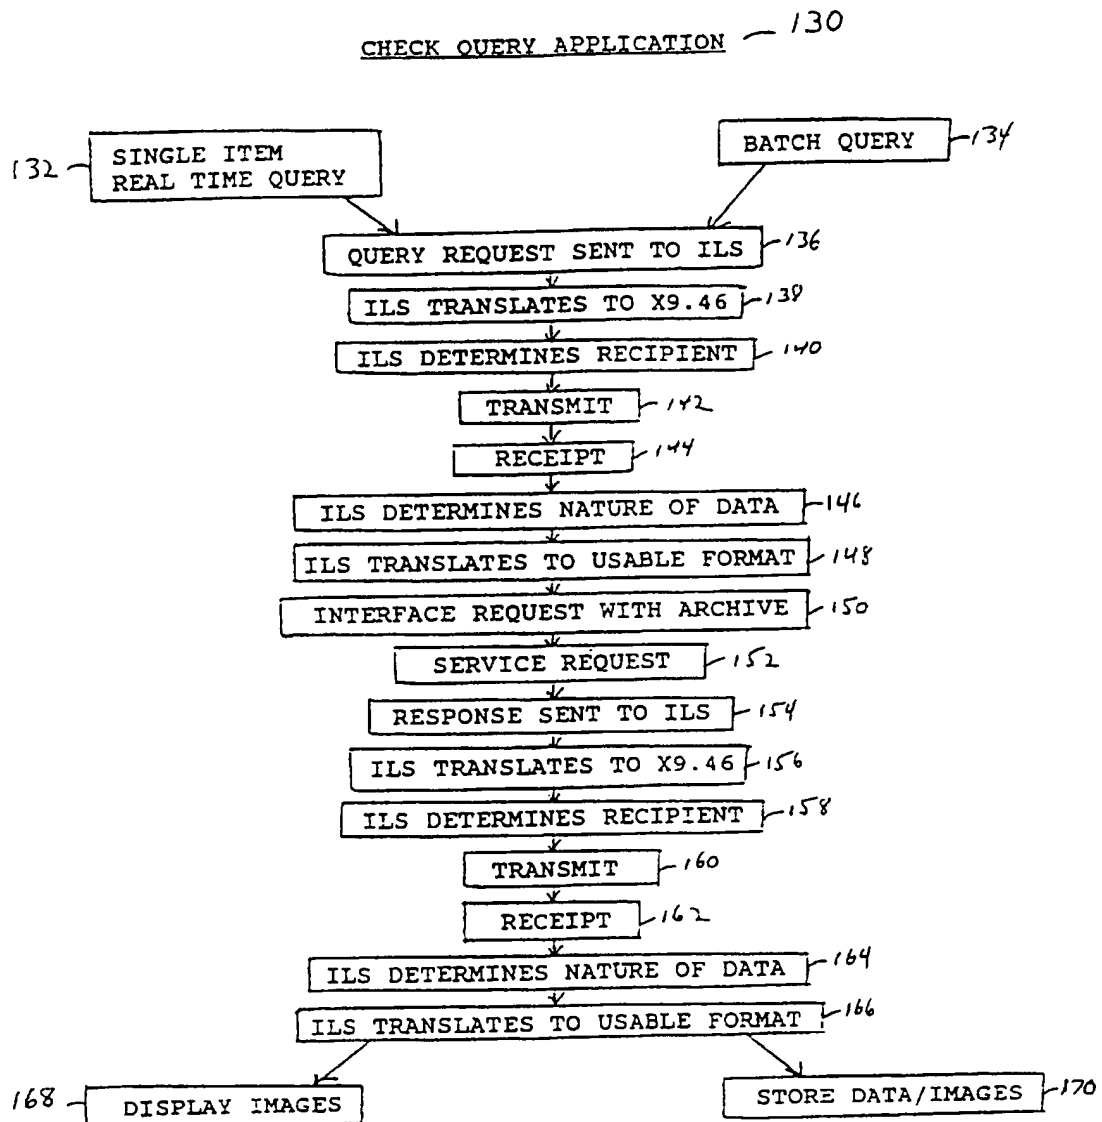 CHECK QUERY APPLICATION 130
132 SINGLE ITEM
REAL TIME QUERY
BATCH QUERY 134
QUERY REQUEST SENT TO ILS 136
ILS TRANSLATES TO X9.46 138
ILS DETERMINES RECIPIENT 140
TRANSMIT 142
RECEIPT 144
ILS DETERMINES NATURE OF DATA 146
ILS TRANSLATES TO USABLE FORMAT 148
INTERFACE REQUEST WITH ARCHIVE 150
SERVICE REQUEST 152
RESPONSE SENT TO ILS 154
ILS TRANSLATES TO X9.46 156
ILS DETERMINES RECIPIENT 158
TRANSMIT 160
RECEIPT 162
ILS DETERMINES NATURE OF DATA 164
ILS TRANSLATES TO USABLE FORMAT 166
168 DISPLAY IMAGES
STORE DATA/IMAGES 170